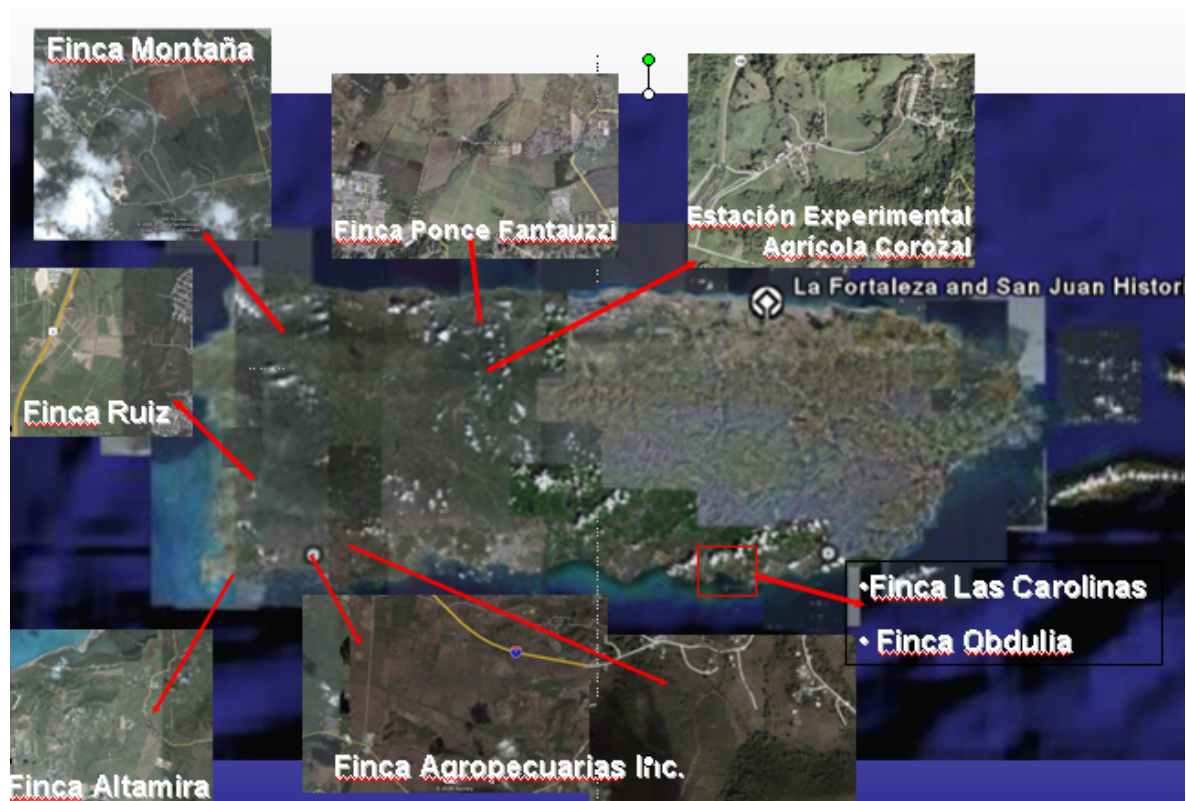 Finca Montaña
Finca Ponce Fantauzzi
Estación Experimental
Agrícola Corozal
La Fortaleza and San Juan Histori
Finca Ruiz
•Finca Las Carolinas
• Finca Obdulia
Finca Agropecuarias Inc.
Finca Altamira